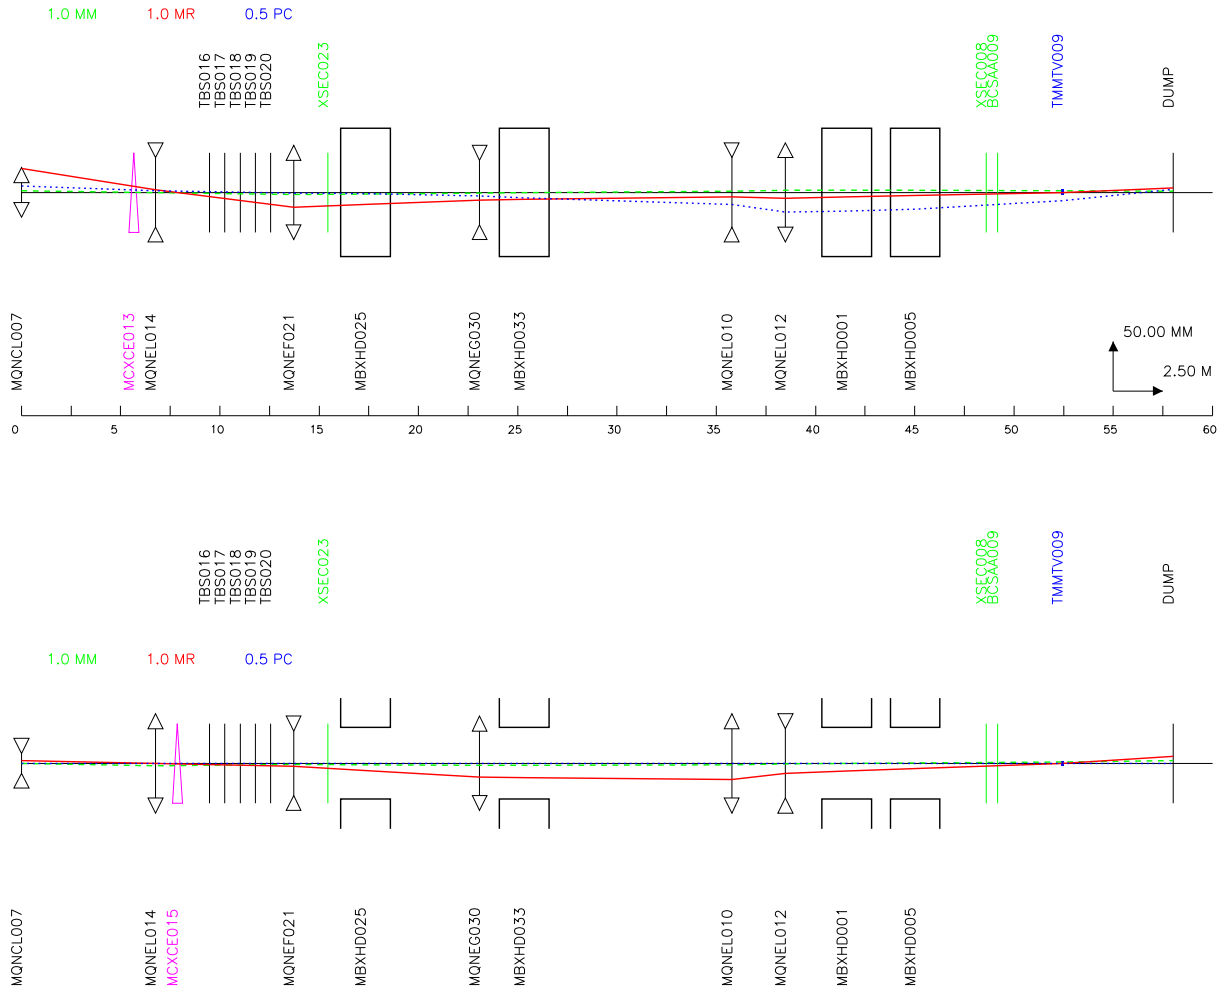 1.0 MM 1.0 MR 0.5 PC
TBS016
TBS017
TBS018
TBS019
TBS020
XSEC023
XSEC008
BCSAA009
TMMTV009
DUMP
MQNCL007
MCXCE013
MQNEL014
MQNEF021
MBXHD025
MQNEG030
MBXHD033
MQNEL010
MQNEL012
MBXHD001
MBXHD005
50.00 MM
2.50 M
0 5 10 15 20 25 30 35 40 45 50 55 60
TBS016
TBS017
TBS018
TBS019
TBS020
XSEC023
XSEC008
BCSAA009
TMMTV009
DUMP
1.0 MM 1.0 MR 0.5 PC
MQNCL007
MQNEL014
MCXCE015
MQNEF021
MBXHD025
MQNEG030
MBXHD033
MQNEL010
MQNEL012
MBXHD001
MBXHD005